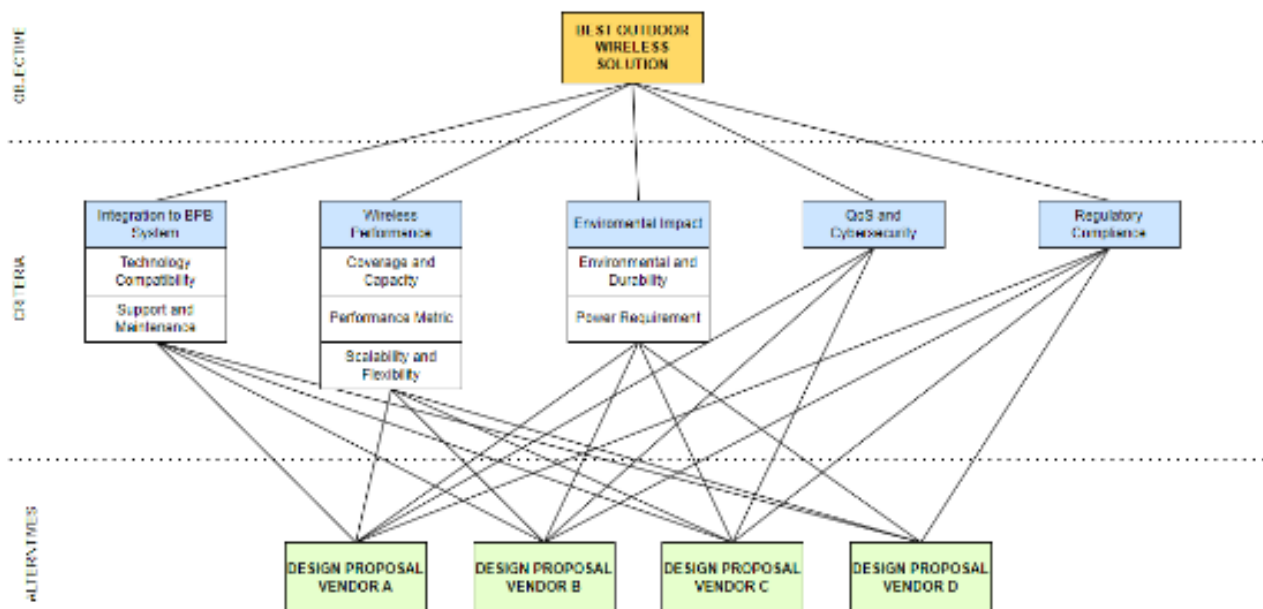 OBJECTIVE
BEST OUTDOOR
WIRELESS
SOLUTION
CRITERIA
Integration to BPB
System
Technology
Compatibility
Support and
Maintenance
Wireless
Performance
Coverage and
Capacity
Performance Metric
Scalability and
Flexibility
Enviromental Impact
Environmental and
Durability
Power Requirement
QoS and
Cybersecurity
Regulatory
Compliance
ALTERNATIVES
DESIGN PROPOSAL
VENDOR A
DESIGN PROPOSAL
VENDOR B
DESIGN PROPOSAL
VENDOR C
DESIGN PROPOSAL
VENDOR D